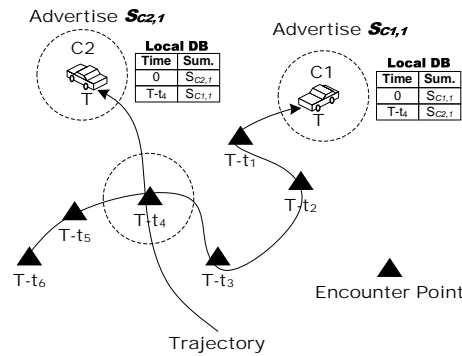 Advertise SC2,1
Advertise SC1,1
C2
Local DB
Time Sum.
0 SC2,1
T-t4 SC1,1
T
C1
Local DB
Time Sum.
0 SC1,1
T-t4 SC2,1
T
T-t1
T-t2
T-t4
T-t5
T-t6
T-t3
Encounter Point
Trajectory